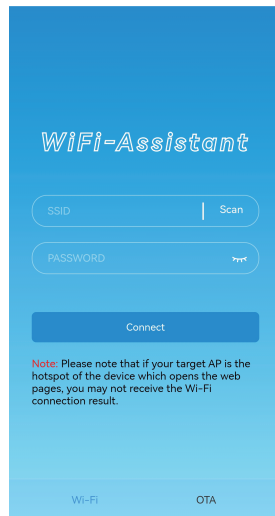 WiFi-Assistant
SSID Scan
PASSWORD
Connect
Note: Please note that if your target AP is the
hotspot of the device which opens the web
pages, you may not receive the Wi-Fi
connection result.
Wi-Fi OTA